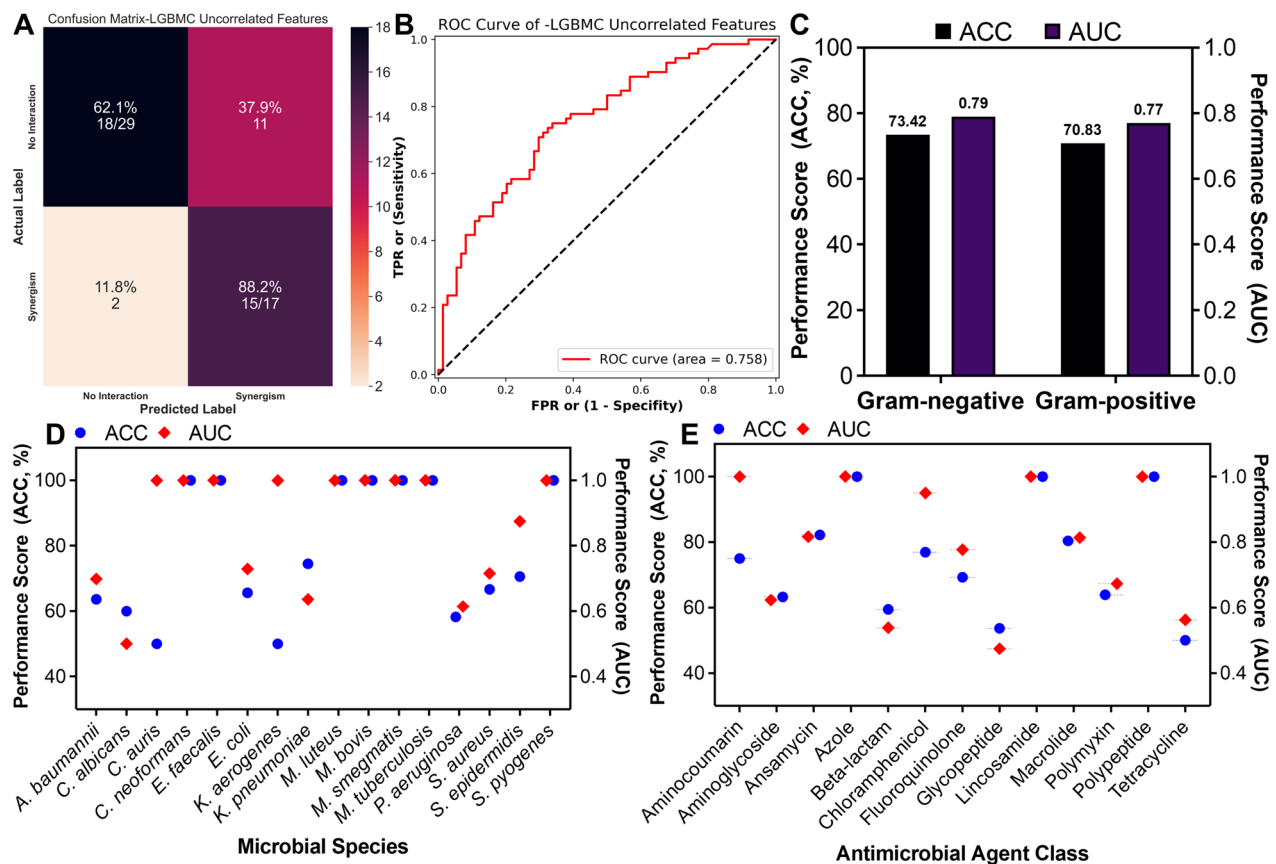 A
Confusion Matrix-LGBMC Uncorrelated Features
Actual Label
No Interaction
Synergism
62.1%
18/29
37.9%
11
11.8%
2
88.2%
15/17
No Interaction
Synergism
Predicted Label
18
16
14
12
10
8
6
4
2
B
ROC Curve of -LGBMC Uncorrelated Features
TPR or (Sensitivity)
1.0
0.8
0.6
0.4
0.2
0.0
ROC curve (area = 0.758)
0.0
0.2
0.4
0.6
0.8
1.0
FPR or (1 - Specifity)
C
ACC
AUC
Performance Score (ACC, %)
100
80
60
40
20
0
73.42
0.79
70.83
0.77
1.0
0.8
0.6
0.4
0.2
0.0
Performance Score (AUC)
Gram-negative
Gram-positive
D
ACC
AUC
Performance Score (ACC, %)
100
80
60
40
1.0
0.8
0.6
0.4
Performance Score (AUC)
A. baumannii
C. albicans
C. auris
C. neoformans
E. faecalis
E. coli
K. aerogenes
K. pneumoniae
M. luteus
M. bovis
M. smegmatis
M. tuberculosis
P. aeruginosa
S. aureus
S. epidermidis
S. pyogenes
Microbial Species
E
ACC
AUC
Performance Score (ACC, %)
100
80
60
40
1.0
0.8
0.6
0.4
Performance Score (AUC)
Aminocoumarin
Aminoglycoside
Ansamycin
Azole
Beta-lactam
Chloramphenicol
Fluoroquinolone
Glycopeptide
Lincosamide
Macrolide
Polymyxin
Polypeptide
Tetracycline
Antimicrobial Agent Class